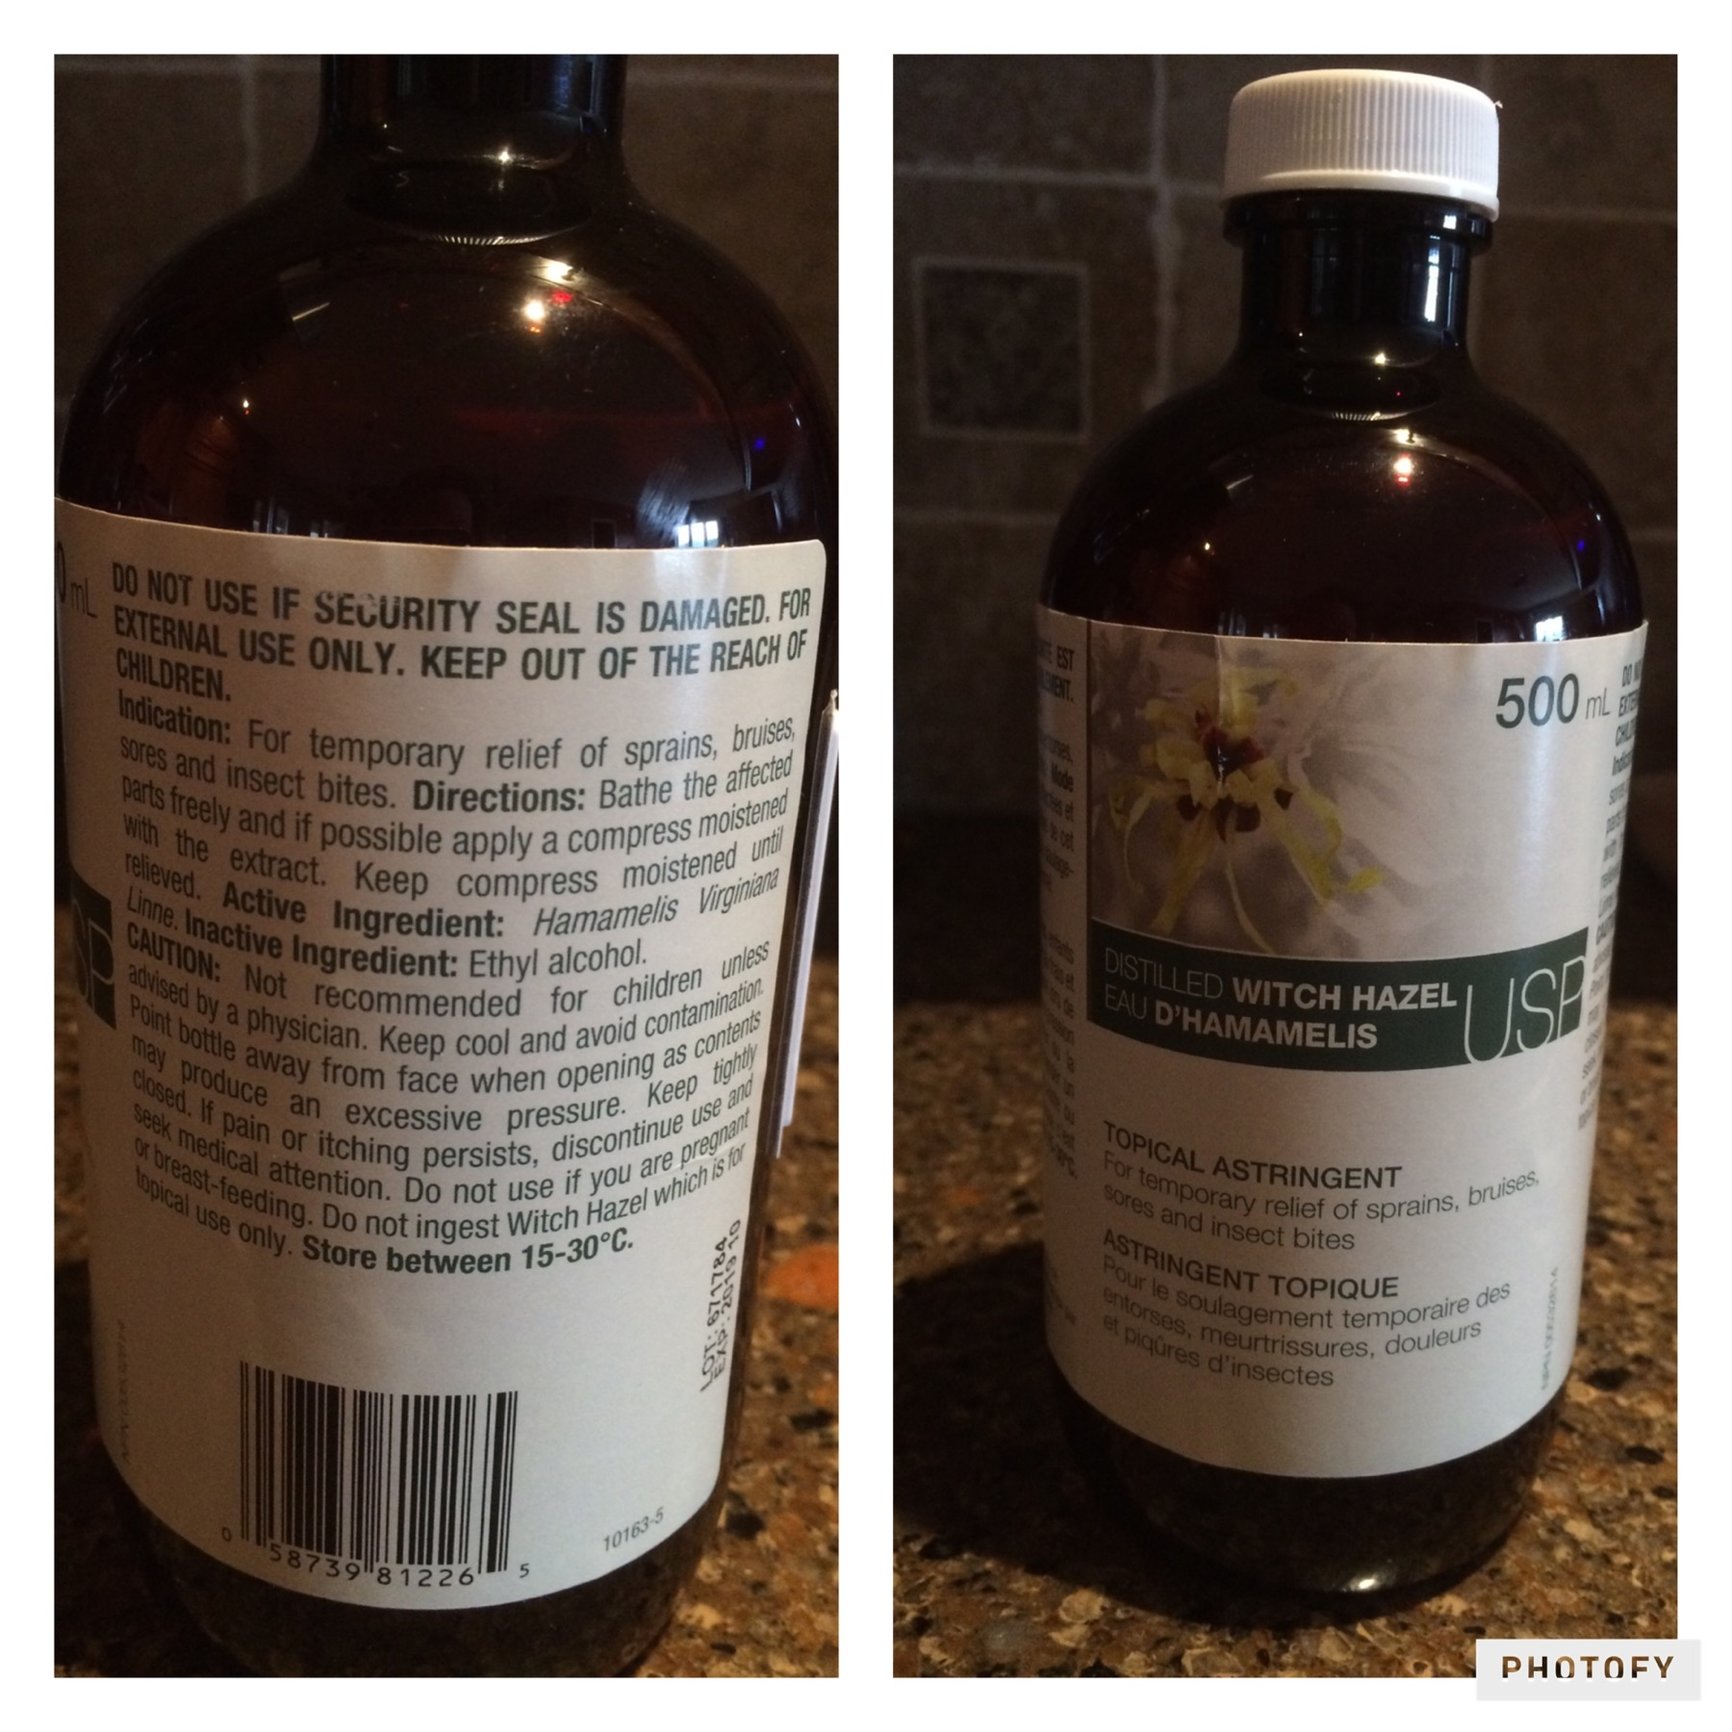 0 mL
DO NOT USE IF SECURITY SEAL IS DAMAGED. FOR
EXTERNAL USE ONLY. KEEP OUT OF THE REACH OF
CHILDREN.
Indication: For temporary relief of sprains, bruises,
sores and insect bites. Directions: Bathe the affected
parts freely and if possible apply a compress moistened
with the extract. Keep compress moistened until
relieved. Active Ingredient: Hamamelis Virginiana
Linne. Inactive Ingredient: Ethyl alcohol.
CAUTION: Not recommended for children unless
advised by a physician. Keep cool and avoid contamination.
Point bottle away from face when opening as contents
may produce an excessive pressure. Keep tightly
closed. If pain or itching persists, discontinue use and
seek medical attention. Do not use if you are pregnant
or breast-feeding. Do not ingest Witch Hazel which is for
topical use only. Store between 15-30°C.
SP
LOT: 671784
EXP: 2019 10
0 58739 81226 5
10163-5
500 mL
DISTILLED WITCH HAZEL
EAU D'HAMAMELIS
USP
TOPICAL ASTRINGENT
For temporary relief of sprains, bruises,
sores and insect bites
ASTRINGENT TOPIQUE
Pour le soulagement temporaire des
entorses, meurtrissures, douleurs
et piqûres d'insectes
PHOTOFY